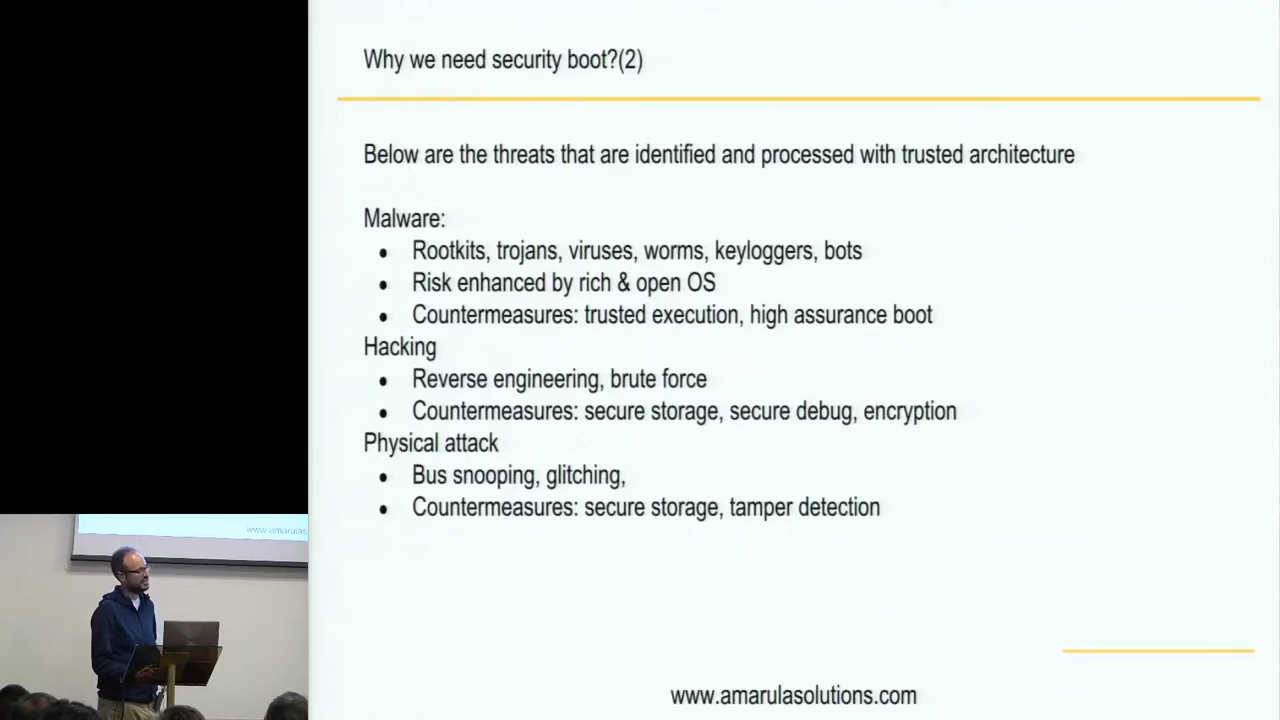 Why we need security boot?(2)
Below are the threats that are identified and processed with trusted architecture
Malware:
● Rootkits, trojans, viruses, worms, keyloggers, bots
● Risk enhanced by rich & open OS
● Countermeasures: trusted execution, high assurance boot
Hacking
● Reverse engineering, brute force
● Countermeasures: secure storage, secure debug, encryption
Physical attack
● Bus snooping, glitching,
● Countermeasures: secure storage, tamper detection
www.amarulasolutions.com
www.amarulas